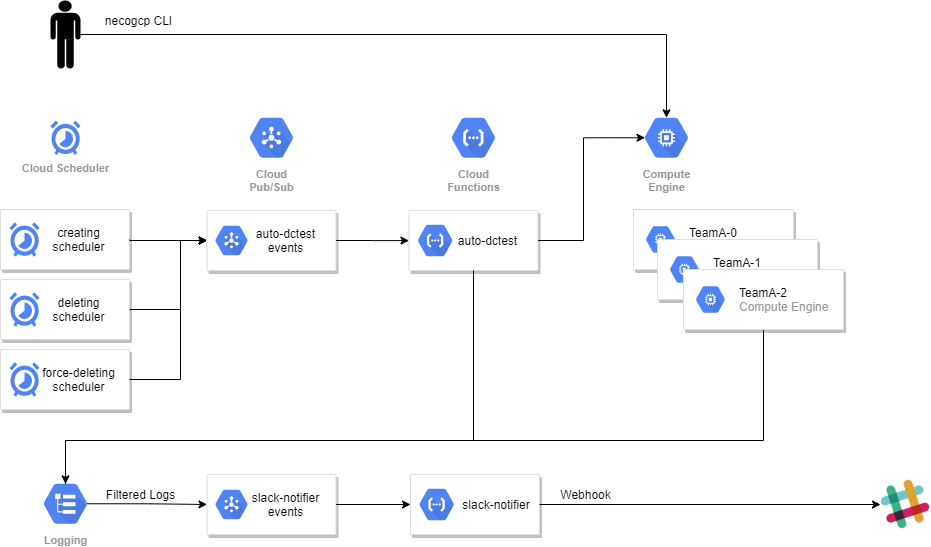 necogcp CLI
Cloud Scheduler
Cloud
Pub/Sub
Cloud
Functions
Compute
Engine
creating
scheduler
auto-dctest
events
auto-dctest
TeamA-0
TeamA-1
TeamA-2
Compute Engine
deleting
scheduler
force-deleting
scheduler
Filtered Logs
slack-notifier
events
slack-notifier
Webhook
Logging